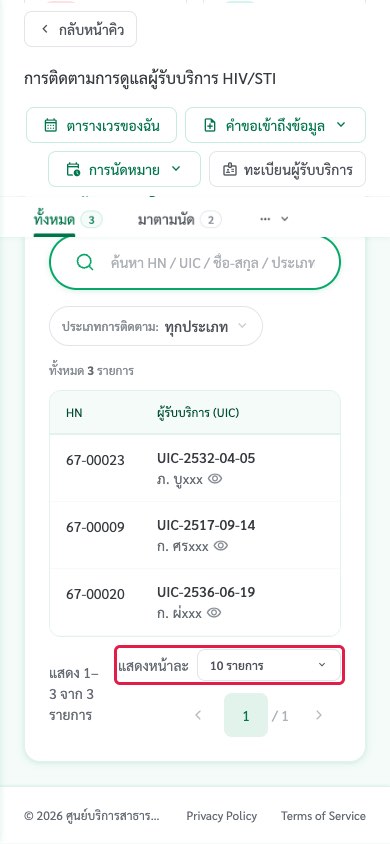 กลับหน้าคิว
การติดตามการดูแลผู้รับบริการ HIV/STI
ตารางเวรของฉัน
คำขอเข้าถึงข้อมูล
การนัดหมาย
ทะเบียนผู้รับบริการ
ทั้งหมด 3
มาตามนัด 2
ค้นหา HN / UIC / ชื่อ-สกุล / ประเภท
ประเภทการติดตาม: ทุกประเภท
ทั้งหมด 3 รายการ
HN ผู้รับบริการ (UIC)
67-00023 UIC-2532-04-05
ภ. บูxxx
67-00009 UIC-2517-09-14
ก. ศรxxx
67-00020 UIC-2536-06-19
ก. ผ่xxx
แสดงหน้าละ 10 รายการ
แสดง 1–
3 จาก 3
รายการ
1 / 1
© 2026 ศูนย์บริการสาธาร... Privacy Policy Terms of Service